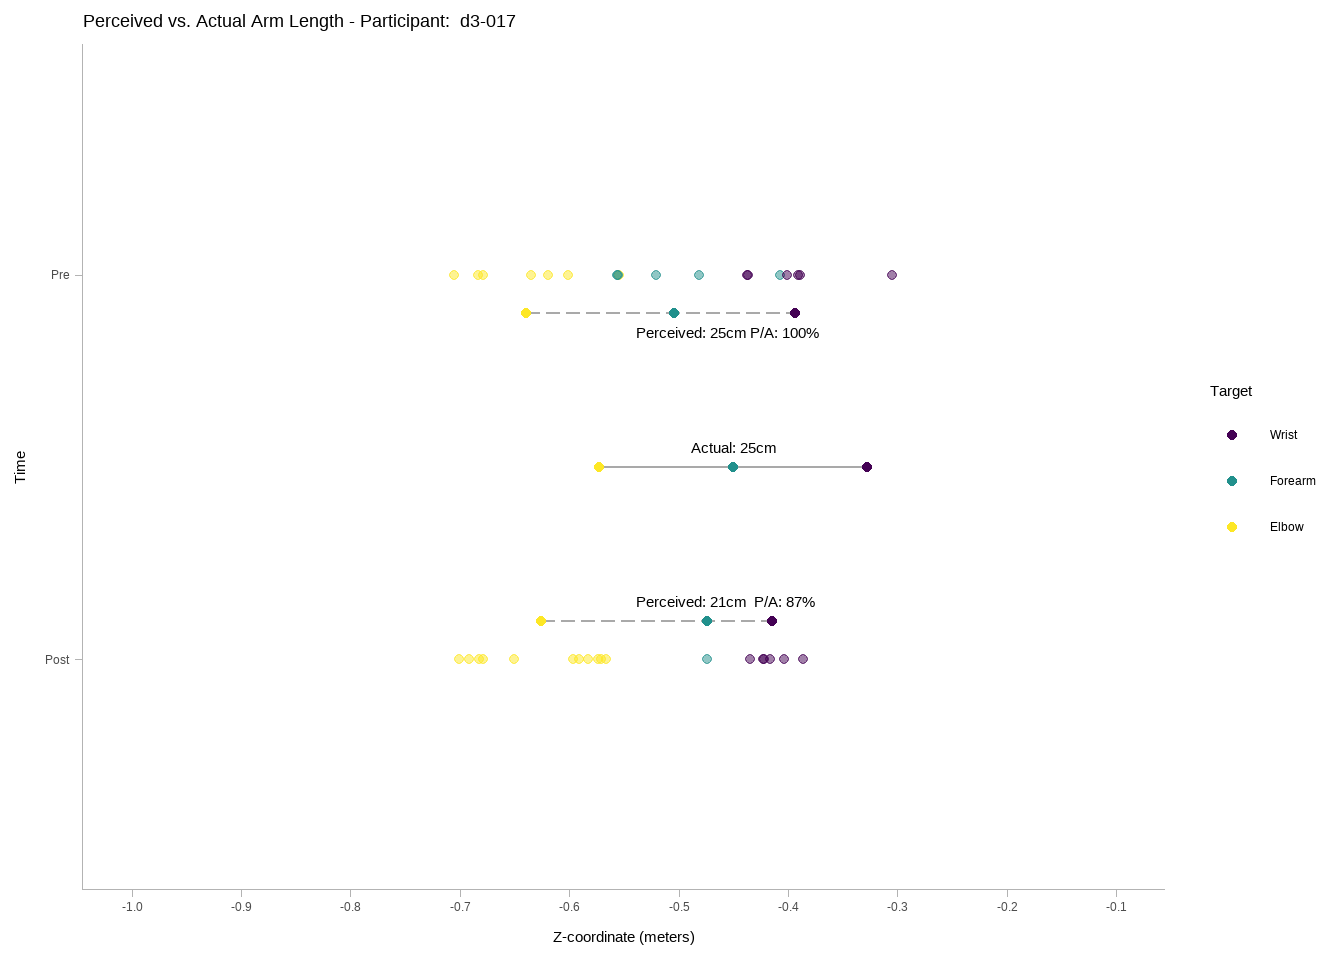 Perceived vs. Actual Arm Length - Participant:  d3-017
Pre
Perceived: 25cm P/A: 100%
Actual: 25cm
Time
Perceived: 21cm  P/A: 87%
Post
-1.0 -0.9 -0.8 -0.7 -0.6 -0.5 -0.4 -0.3 -0.2 -0.1
Z-coordinate (meters)
Target
Wrist
Forearm
Elbow